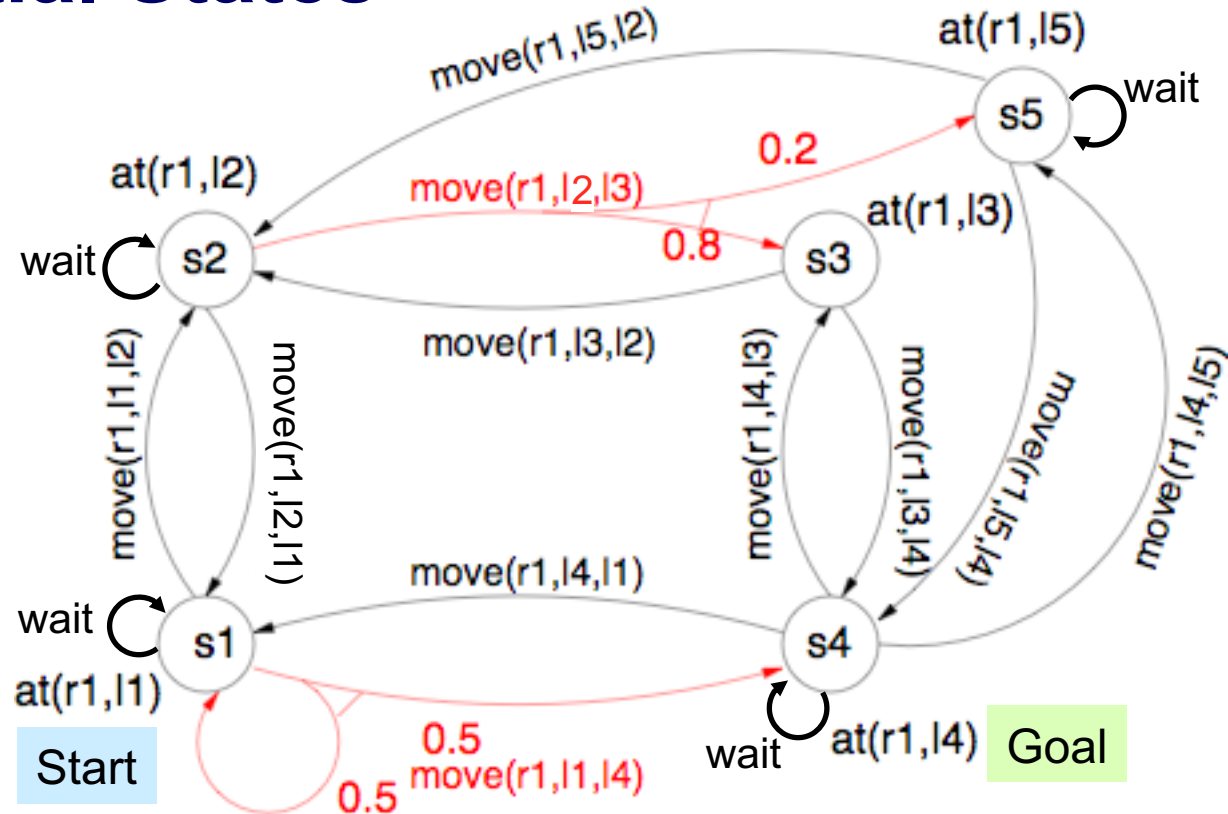 move(r1,l5,l2)
at(r1,l5)
s5
wait
0.2
at(r1,l2)
move(r1,l2,l3)
at(r1,l3)
0.8
wait
s2
s3
move(r1,l3,l2)
move(r1,l1,l2)
move(r1,l2,l1)
move(r1,l4,l3)
move(r1,l3,l4)
move(r1,l5,l4)
move(r1,l4,l5)
move(r1,l4,l1)
wait
s1
s4
at(r1,l1)
0.5
wait
at(r1,l4)
Goal
Start
move(r1,l1,l4)
0.5